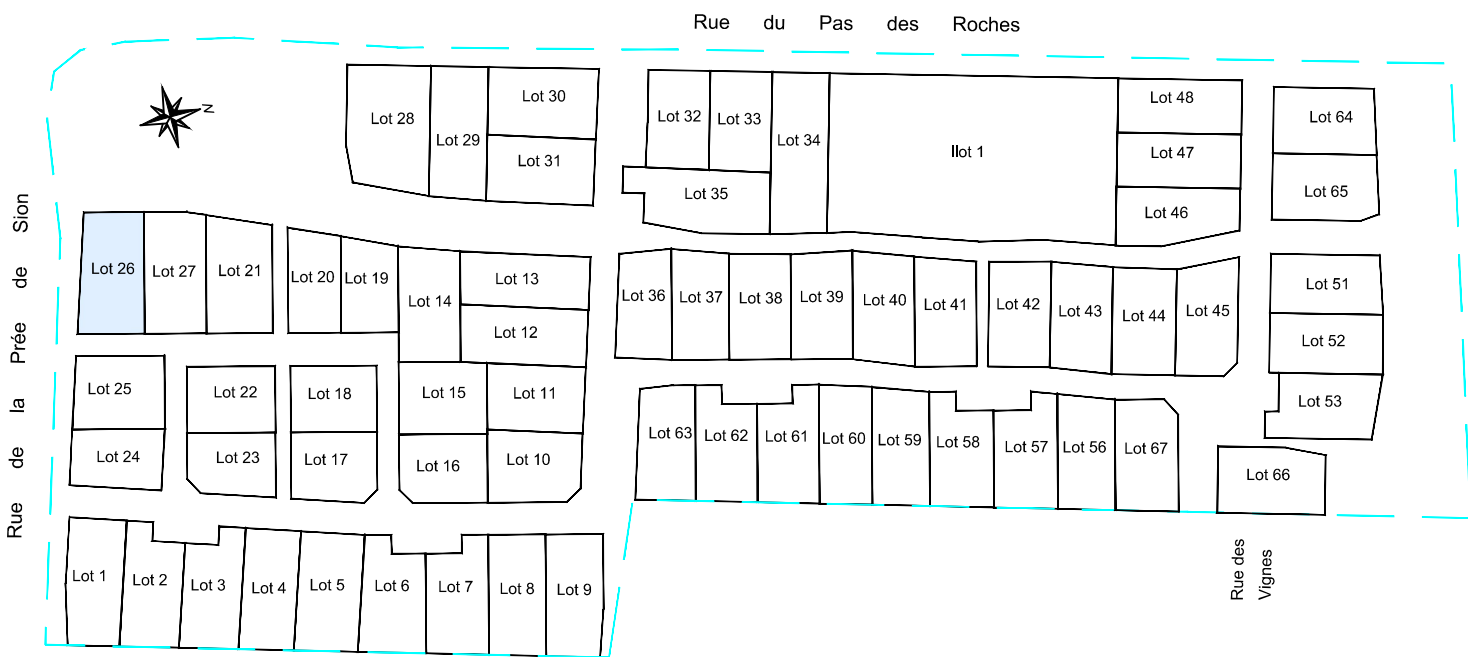 Rue du Pas des Roches
N
Rue de la Prée de Sion
Lot 28
Lot 29
Lot 30
Lot 31
Lot 32
Lot 33
Lot 34
Lot 35
Ilot 1
Lot 48
Lot 47
Lot 46
Lot 64
Lot 65
Lot 26
Lot 27
Lot 21
Lot 20
Lot 19
Lot 14
Lot 13
Lot 12
Lot 36
Lot 37
Lot 38
Lot 39
Lot 40
Lot 41
Lot 42
Lot 43
Lot 44
Lot 45
Lot 51
Lot 52
Lot 53
Lot 25
Lot 24
Lot 22
Lot 23
Lot 18
Lot 17
Lot 15
Lot 16
Lot 11
Lot 10
Lot 63
Lot 62
Lot 61
Lot 60
Lot 59
Lot 58
Lot 57
Lot 56
Lot 67
Lot 66
Lot 1
Lot 2
Lot 3
Lot 4
Lot 5
Lot 6
Lot 7
Lot 8
Lot 9
Rue des
Vignes